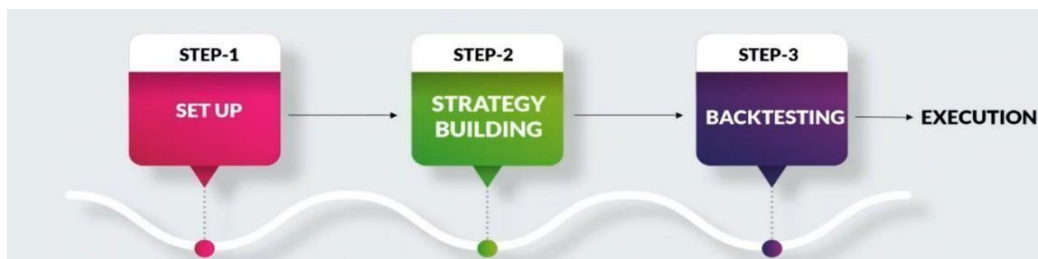 STEP-1
SET UP
STEP-2
STRATEGY
BUILDING
STEP-3
BACKTESTING
EXECUTION